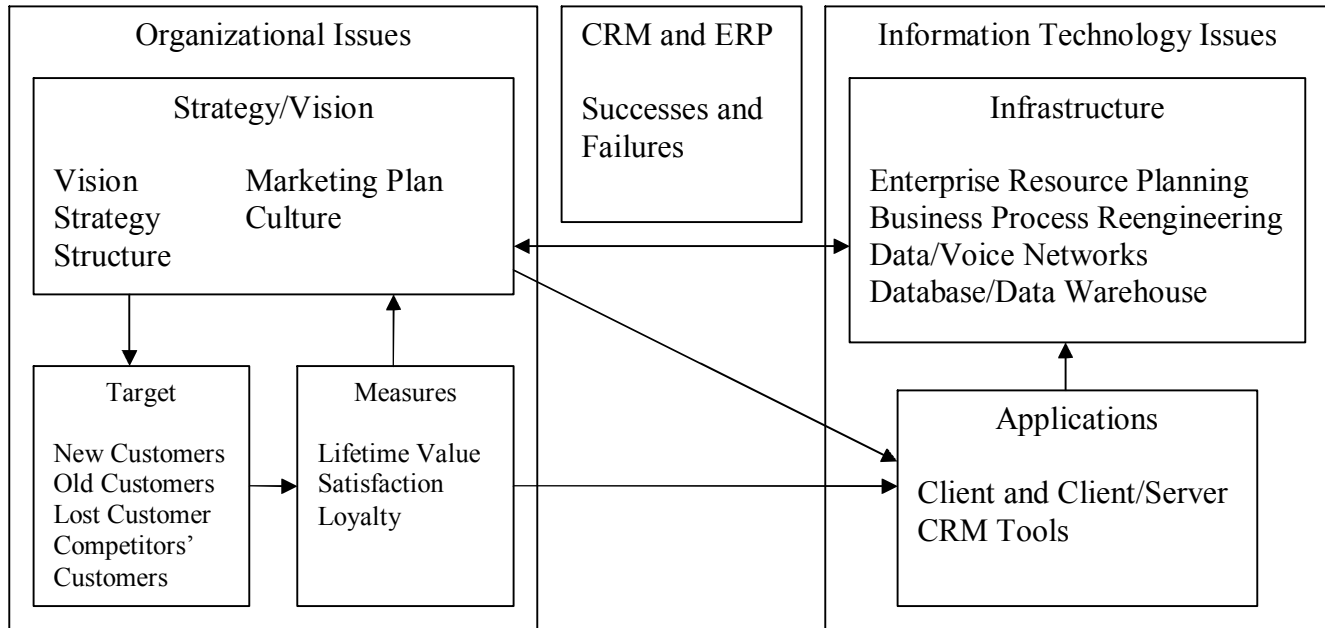 Organizational Issues
Strategy/Vision
Vision
Strategy
Structure
Marketing Plan
Culture
Target
New Customers
Old Customers
Lost Customer
Competitors’
Customers
Measures
Lifetime Value
Satisfaction
Loyalty
CRM and ERP
Successes and
Failures
Information Technology Issues
Infrastructure
Enterprise Resource Planning
Business Process Reengineering
Data/Voice Networks
Database/Data Warehouse
Applications
Client and Client/Server
CRM Tools